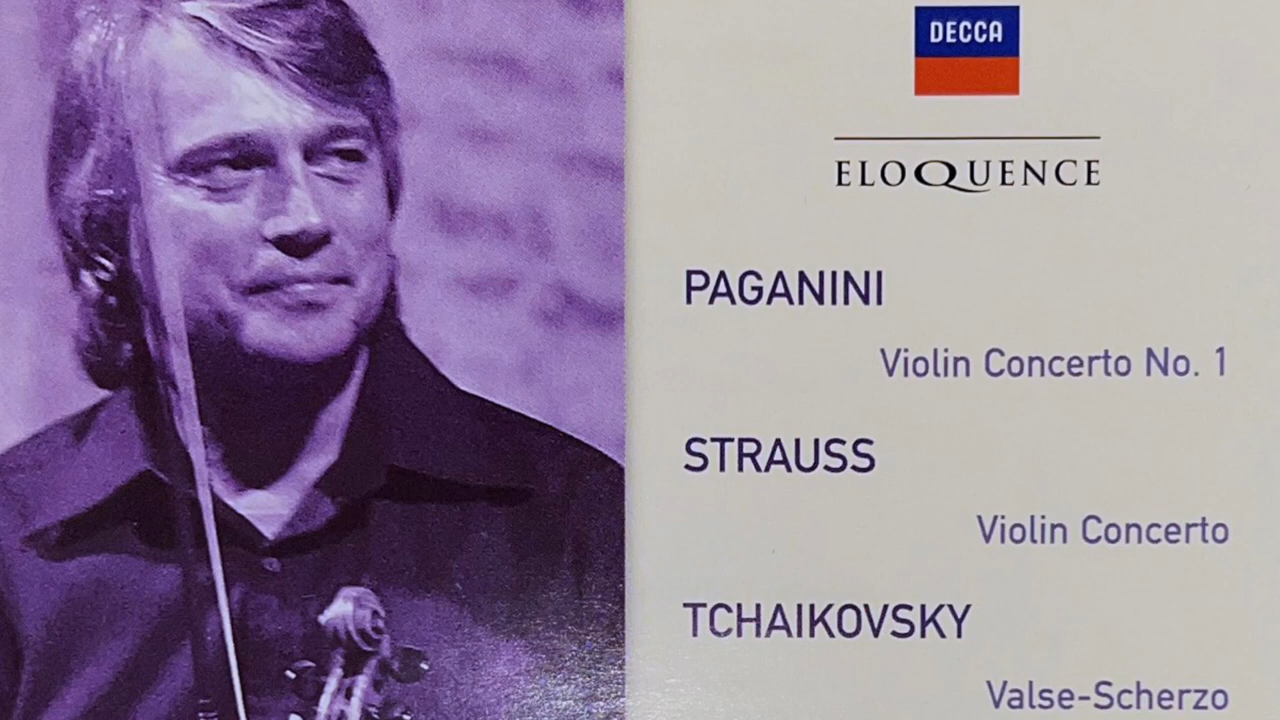 DECCA
ELOQUENCE
PAGANINI
Violin Concerto No. 1
STRAUSS
Violin Concerto
TCHAIKOVSKY
Valse-Scherzo